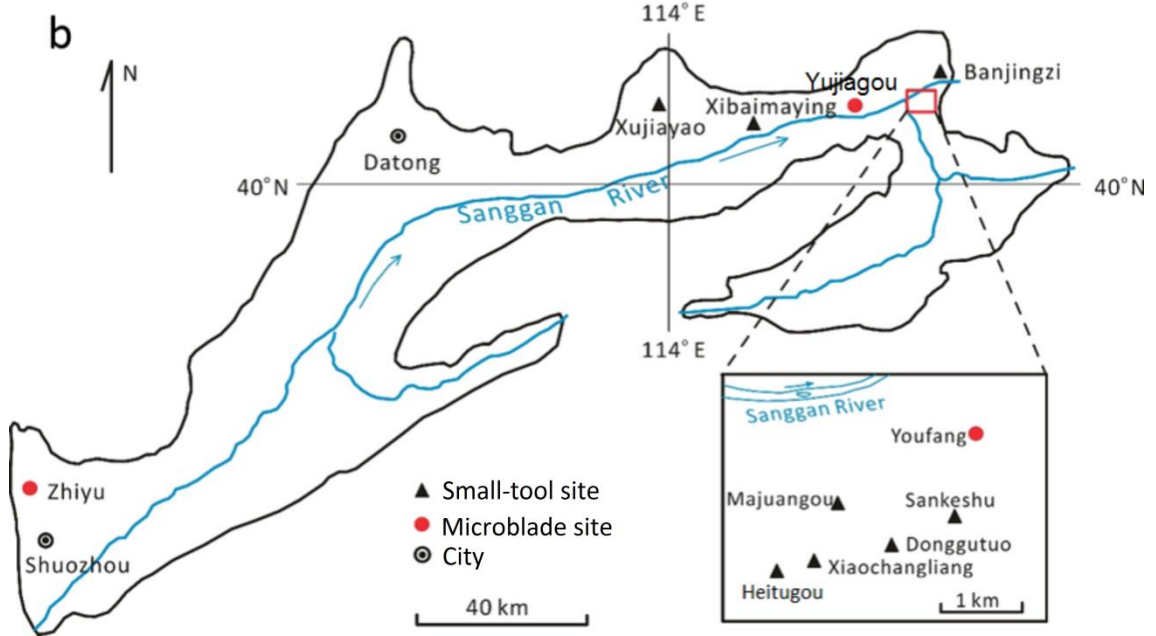 b
114°E
N
Yujiagou
Banjingzi
Xibaimaying
Xujiayao
Datong
40°N
40°N
Sanggan River
114°E
Sanggan River
Youfang
Zhiyu
Small-tool site
Majuangou
Sankeshu
Microblade site
Shuozhou
City
Donggutuo
Xiaochangliang
Heitugou
40 km
1 km